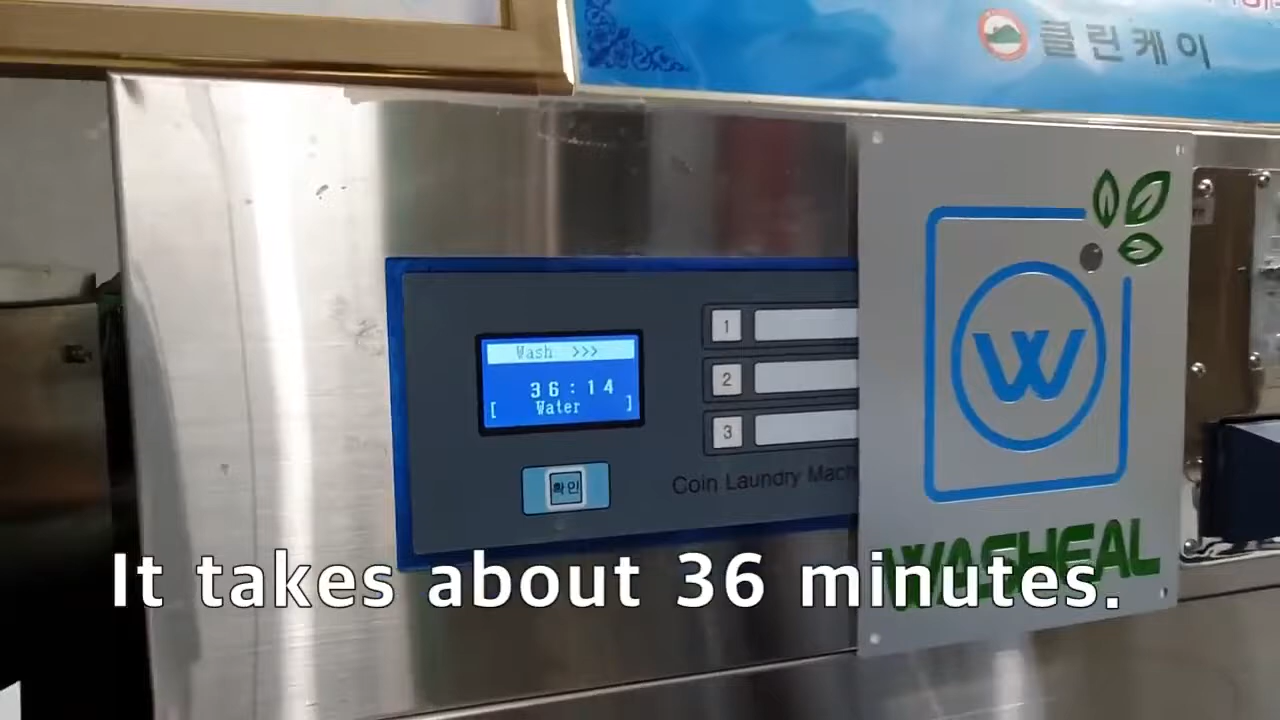 클린케이
Wash >>>
36:14
[ Water ]
1
2
3
확인
Coin Laundry Mach
W
WASHEAL
It takes about 36 minutes.